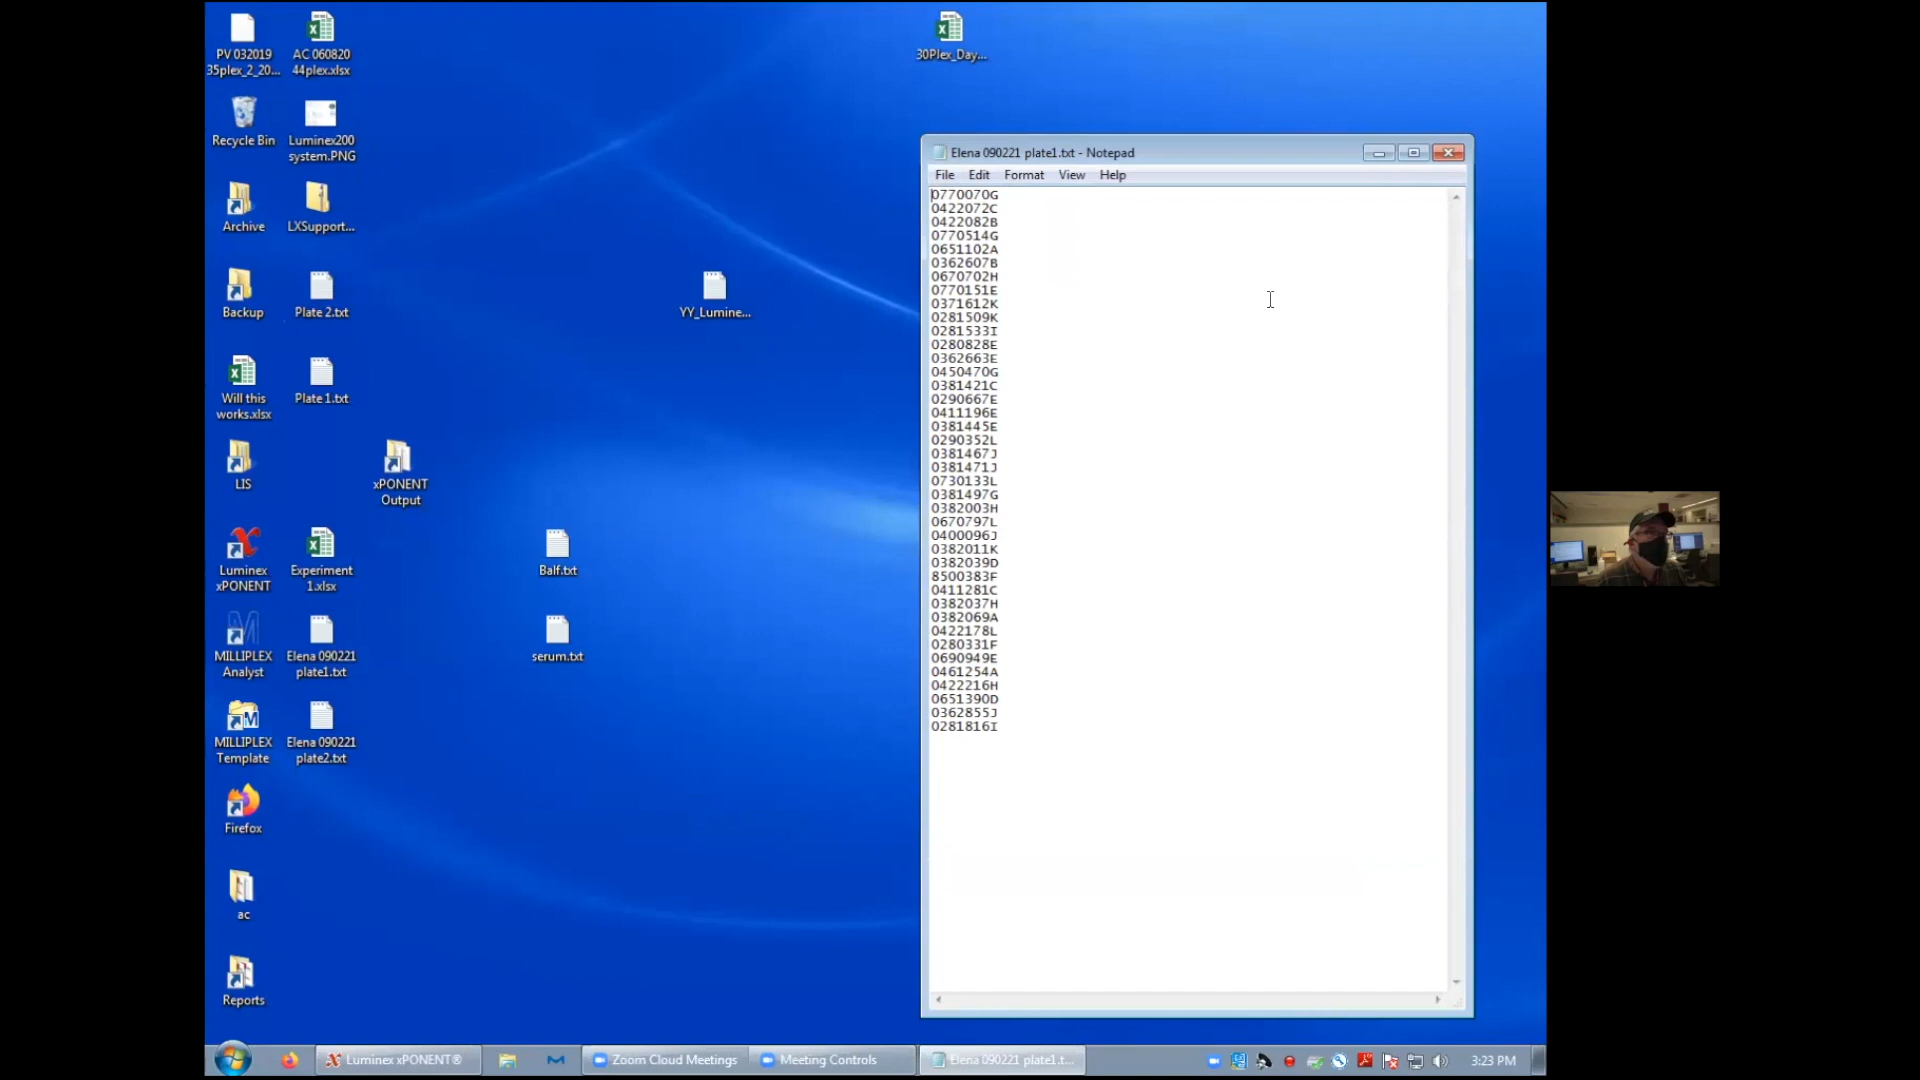 PV 032019
35plex_2_20...
AC 060820
44plex.xlsx
30Plex_Day...
Recycle Bin
Luminex200
system.PNG
Archive
LXSupport...
Backup
Plate 2.txt
YY_Lumine...
Will this
works.xlsx
Plate 1.txt
LIS
xPONENT
Output
Luminex
xPONENT
Experiment
1.xlsx
Balf.txt
MILLIPLEX
Analyst
Elena 090221
plate1.txt
serum.txt
MILLIPLEX
Template
Elena 090221
plate2.txt
Firefox
ac
Reports
Elena 090221 plate1.txt - Notepad
File Edit Format View Help
0770070G
0422072C
0422082B
0770514G
0651102A
0362607B
0670702H
0770151E
0371612K
0281509K
0281533I
0280828E
0362663E
0450470G
0381421C
0290667E
0411196E
0381445E
0290352L
0381467J
0381471J
0730133L
0381497G
0382003H
0670797L
0400096J
0382011K
0382039D
8500383F
0411281C
0382037H
0382069A
0422178L
0280331F
0690949E
0461254A
0422216H
0651390D
0362855J
0281816I
Luminex xPONENT®
Zoom Cloud Meetings
Meeting Controls
Elena 090221 plate1.t...
3:23 PM